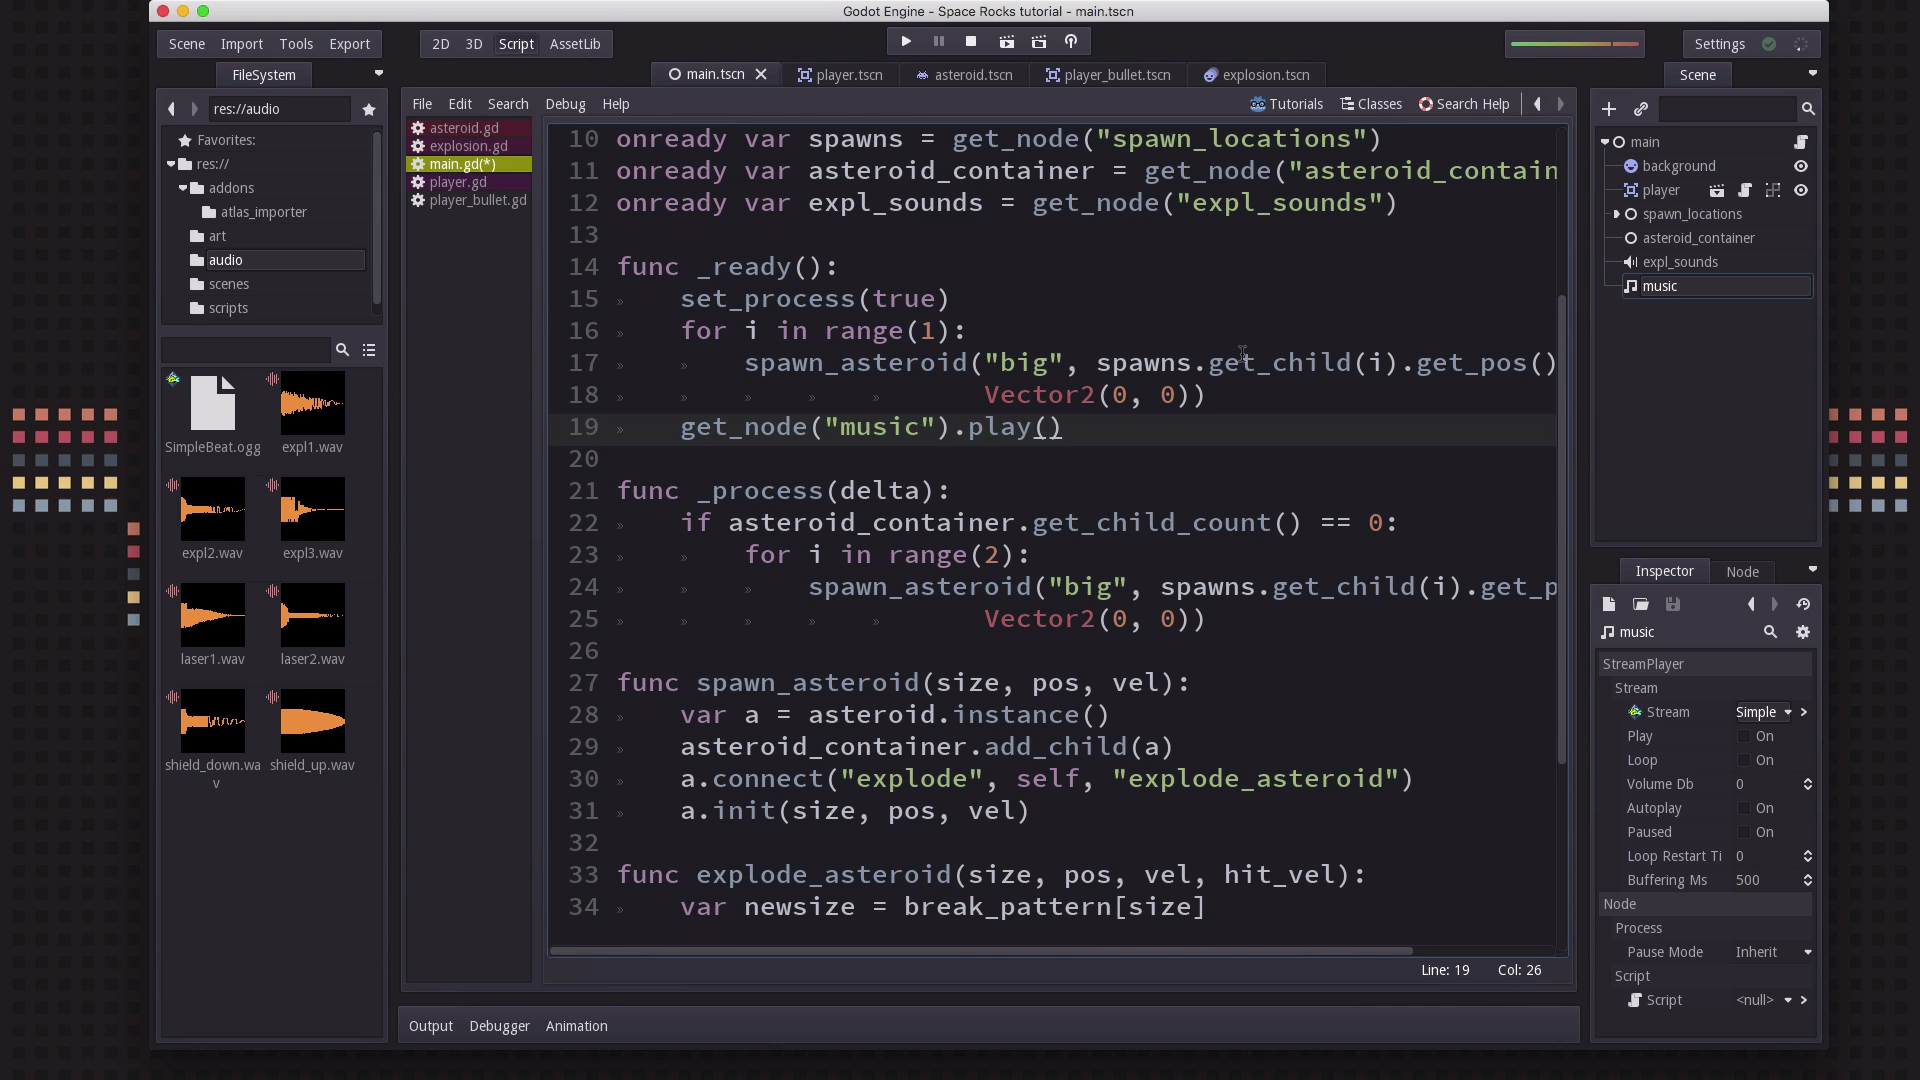 Godot Engine - Space Rocks tutorial - main.tscn
Scene Import Tools Export
2D 3D Script AssetLib
Settings
FileSystem
main.tscn player.tscn asteroid.tscn player_bullet.tscn explosion.tscn
Scene
res://audio
Favorites:
res://
addons
atlas_importer
art
audio
scenes
scripts
SimpleBeat.ogg
expl1.wav
expl2.wav
expl3.wav
laser1.wav
laser2.wav
shield_down.wa
v
shield_up.wav
File Edit Search Debug Help
Tutorials Classes Search Help
asteroid.gd
explosion.gd
main.gd(*)
player.gd
player_bullet.gd
10 onready var spawns = get_node("spawn_locations")
11 onready var asteroid_container = get_node("asteroid_contain
12 onready var expl_sounds = get_node("expl_sounds")
13
14 func _ready():
15 » set_process(true)
16 » for i in range(1):
17 » » spawn_asteroid("big", spawns.get_child(i).get_pos()
18 » » » » » Vector2(0, 0))
19 » get_node("music").play()
20
21 func _process(delta):
22 » if asteroid_container.get_child_count() == 0:
23 » » for i in range(2):
24 » » » spawn_asteroid("big", spawns.get_child(i).get_p
25 » » » » » Vector2(0, 0))
26
27 func spawn_asteroid(size, pos, vel):
28 » var a = asteroid.instance()
29 » asteroid_container.add_child(a)
30 » a.connect("explode", self, "explode_asteroid")
31 » a.init(size, pos, vel)
32
33 func explode_asteroid(size, pos, vel, hit_vel):
34 » var newsize = break_pattern[size]
Line: 19 Col: 26
Output Debugger Animation
main
background
player
spawn_locations
asteroid_container
expl_sounds
music
Inspector Node
music
StreamPlayer
Stream
Stream Simple
Play On
Loop On
Volume Db 0
Autoplay On
Paused On
Loop Restart Ti 0
Buffering Ms 500
Node
Process
Pause Mode Inherit
Script
Script <null>